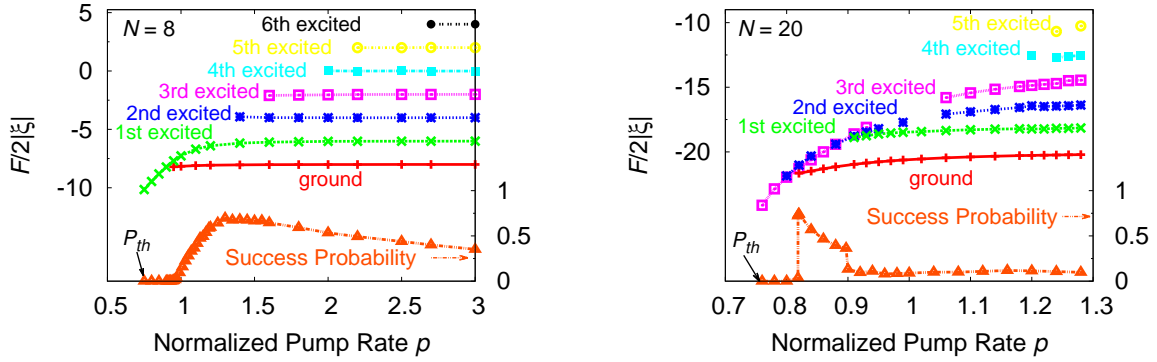 5
0
-5
-10
F/2|ξ|
N = 8
6th excited
5th excited
4th excited
3rd excited
2nd excited
1st excited
ground
P_th
Success Probability
1
0.5
0
0.5
1
1.5
2
2.5
3
Normalized Pump Rate p
-10
-15
-20
F/2|ξ|
N = 20
5th excited
4th excited
3rd excited
2nd excited
1st excited
ground
P_th
Success Probability
1
0.5
0
0.7
0.8
0.9
1
1.1
1.2
1.3
Normalized Pump Rate p